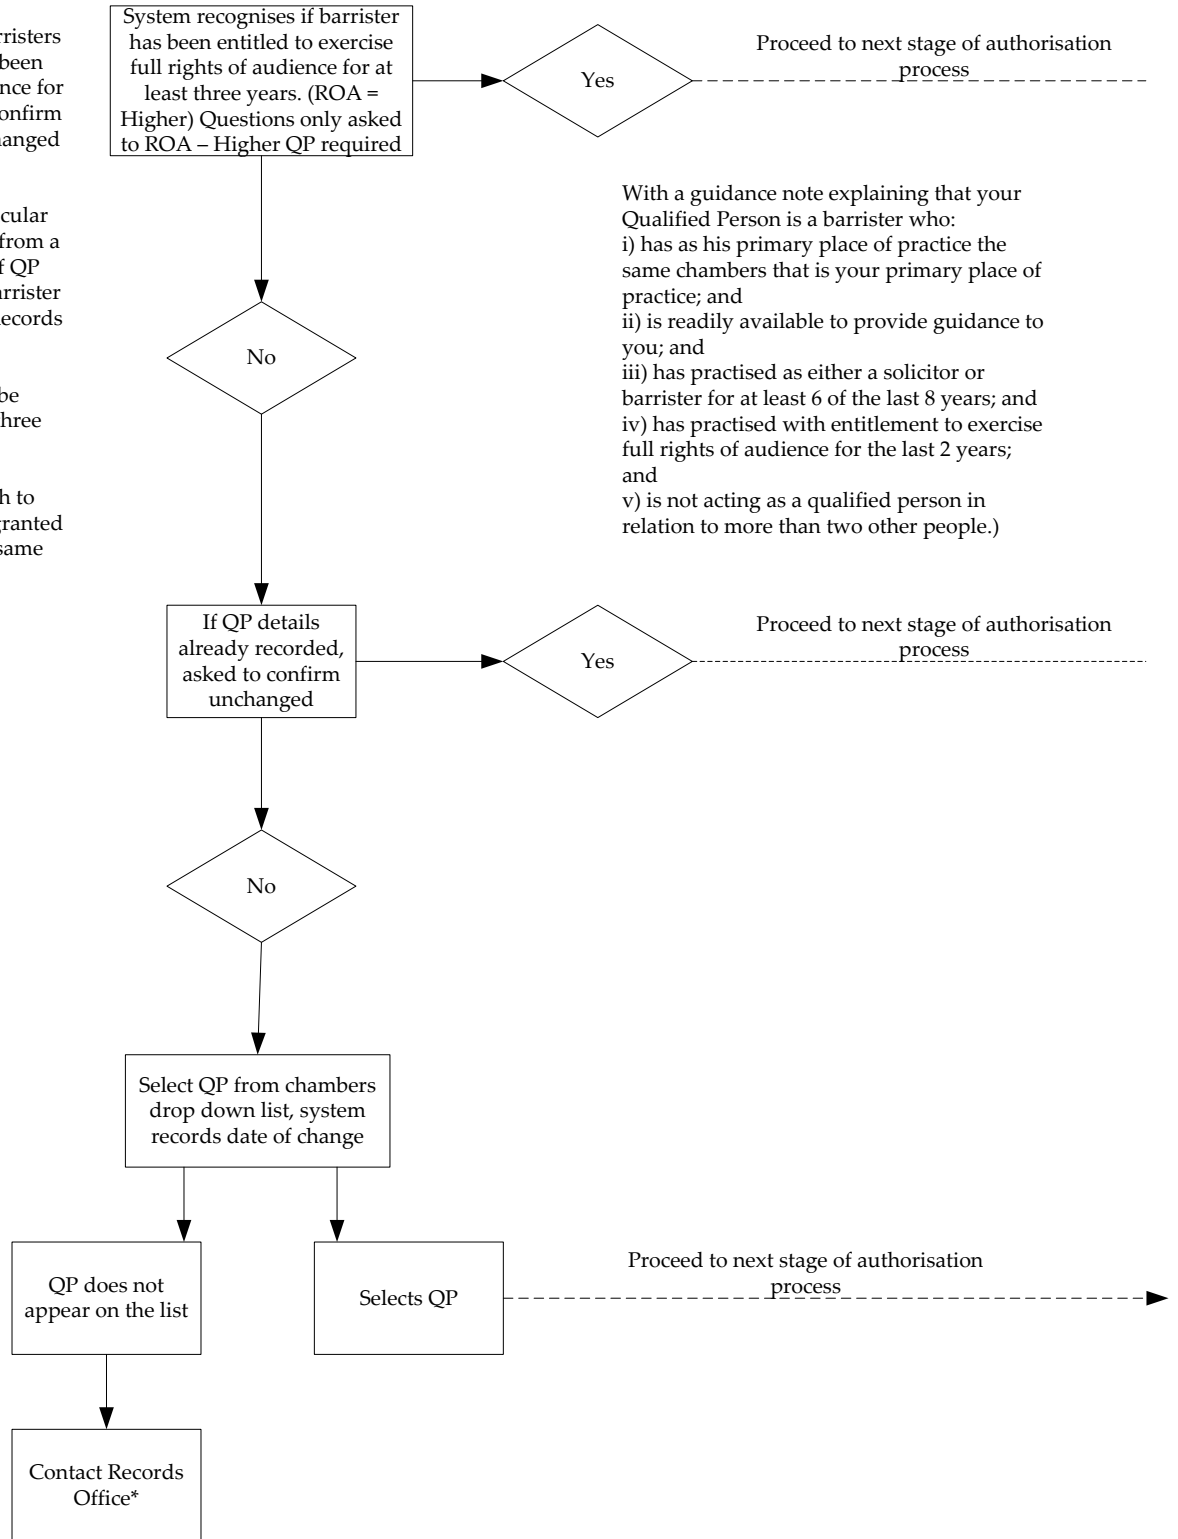 rristers
been
nce for
onfirm
anged
cular
from a
f QP
arrister
ecords
be
hree
h to
granted
same
System recognises if barrister
has been entitled to exercise
full rights of audience for at
least three years. (ROA =
Higher) Questions only asked
to ROA – Higher QP required
Yes
Proceed to next stage of authorisation
process
With a guidance note explaining that your
Qualified Person is a barrister who:
i) has as his primary place of practice the
same chambers that is your primary place of
practice; and
ii) is readily available to provide guidance to
you; and
iii) has practised as either a solicitor or
barrister for at least 6 of the last 8 years; and
iv) has practised with entitlement to exercise
full rights of audience for the last 2 years;
and
v) is not acting as a qualified person in
relation to more than two other people.)
No
If QP details
already recorded,
asked to confirm
unchanged
Yes
Proceed to next stage of authorisation
process
No
Select QP from chambers
drop down list, system
records date of change
QP does not
appear on the list
Selects QP
Proceed to next stage of authorisation
process
Contact Records
Office*